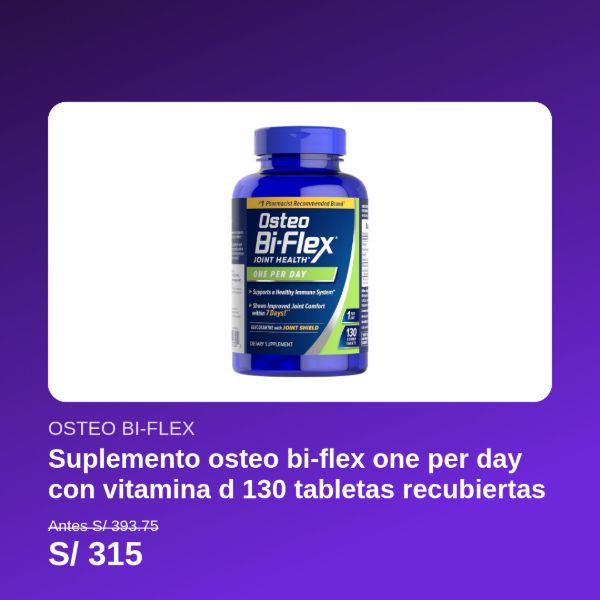 #1 Pharmacist Recommended Brand
Osteo
Bi-Flex
JOINT HEALTH
ONE PER DAY
Supports a Healthy Immune System*
Shows Improved Joint Comfort
within 7 Days!
GLUCOSAMINE with JOINT SHIELD
DIETARY SUPPLEMENT
130
OSTEO BI-FLEX
Suplemento osteo bi-flex one per day
con vitamina d 130 tabletas recubiertas
Antes S/ 393.75
S/ 315